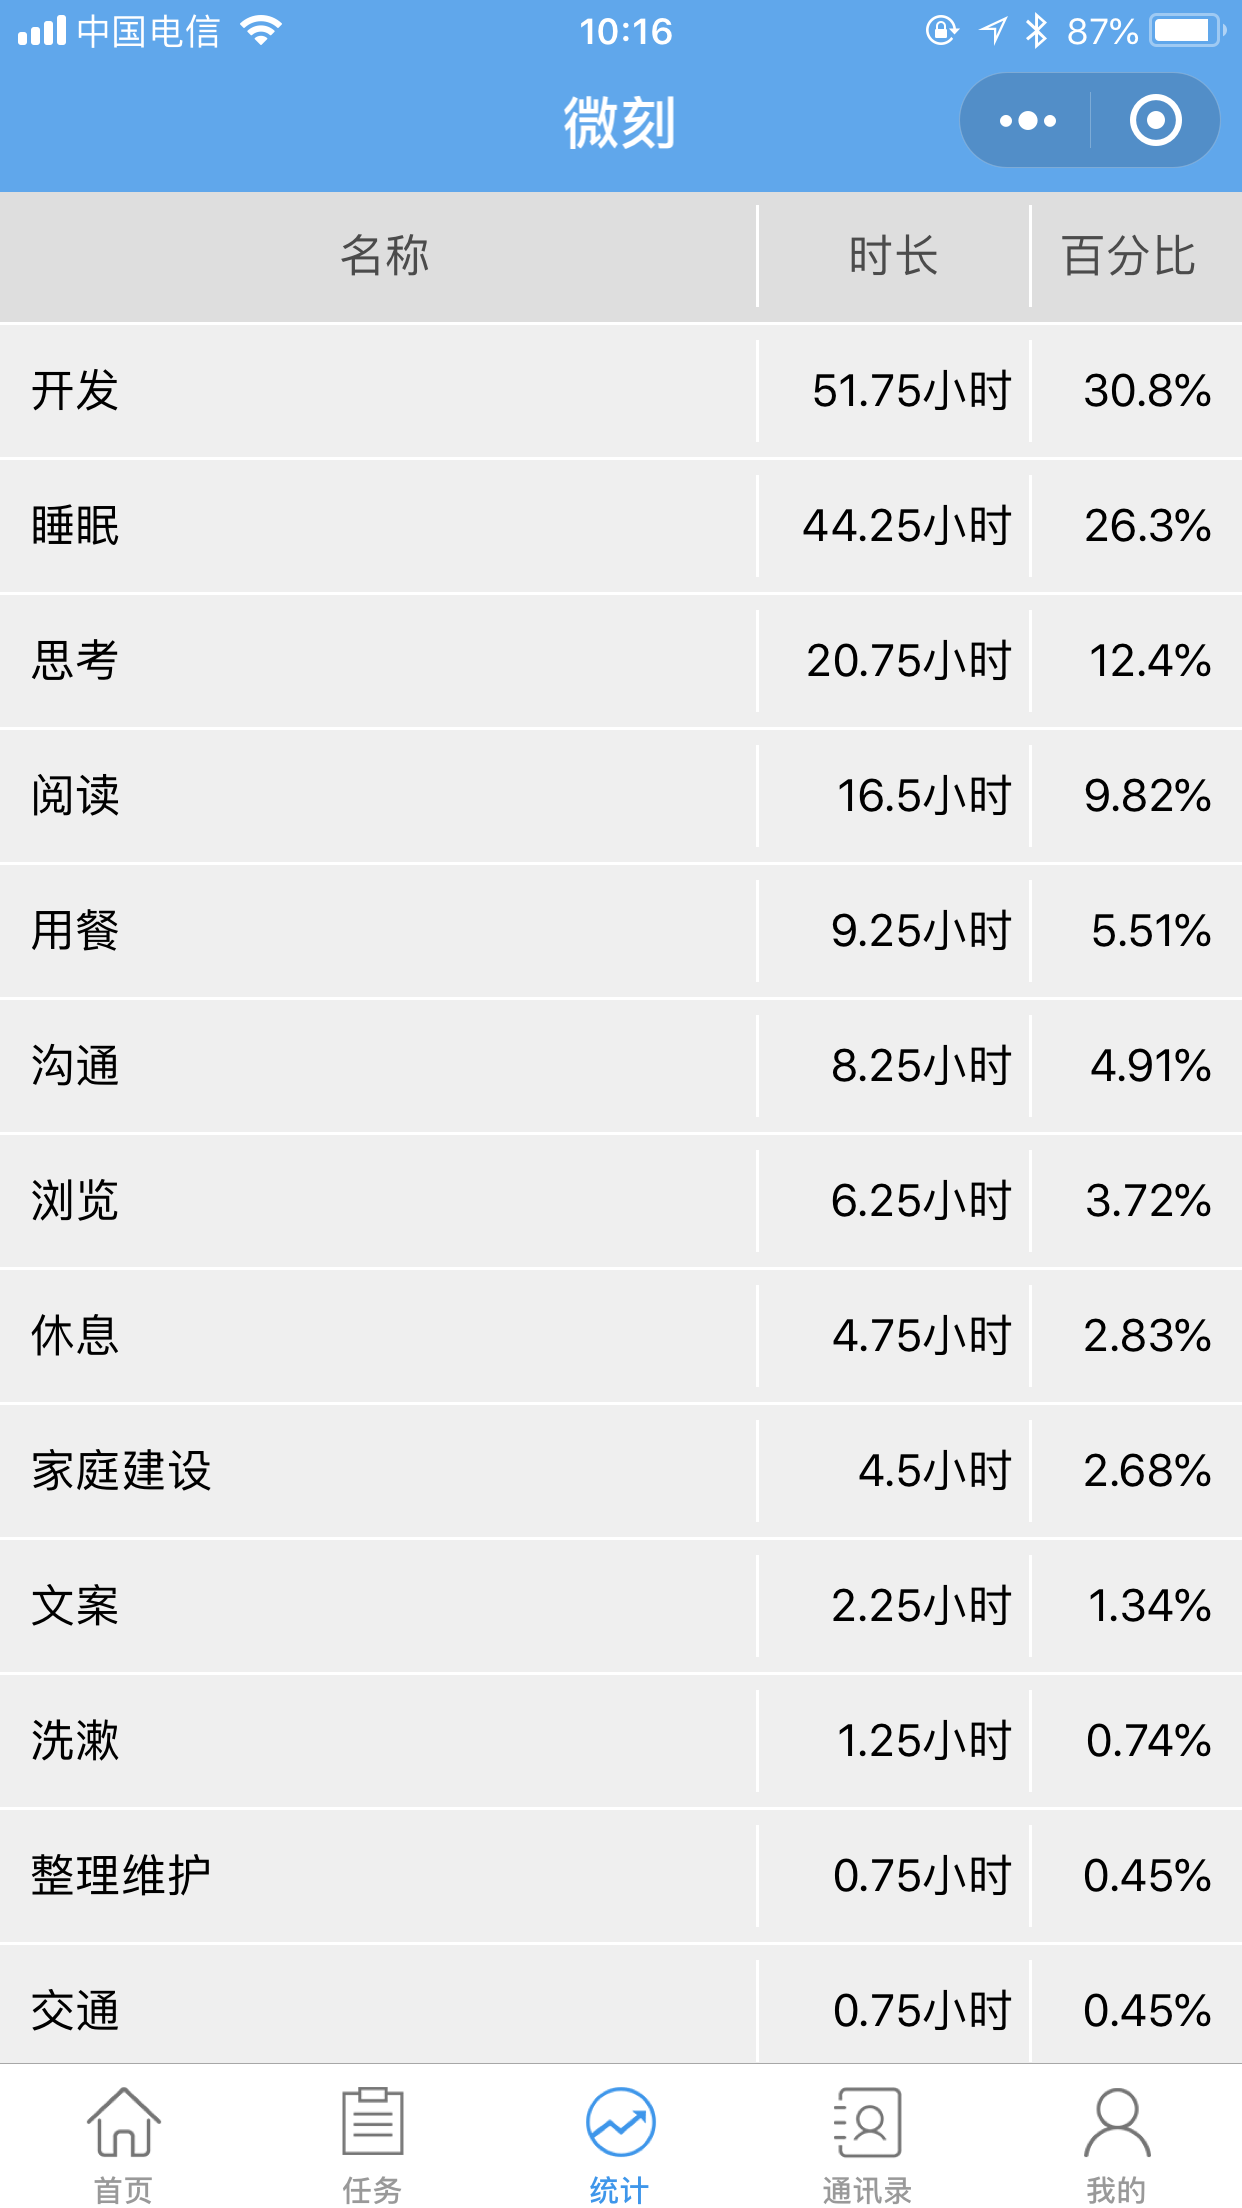 中国电信 10:16 87%
微刻
名称 时长 百分比
开发 51.75小时 30.8%
睡眠 44.25小时 26.3%
思考 20.75小时 12.4%
阅读 16.5小时 9.82%
用餐 9.25小时 5.51%
沟通 8.25小时 4.91%
浏览 6.25小时 3.72%
休息 4.75小时 2.83%
家庭建设 4.5小时 2.68%
文案 2.25小时 1.34%
洗漱 1.25小时 0.74%
整理维护 0.75小时 0.45%
交通 0.75小时 0.45%
首页 任务 统计 通讯录 我的